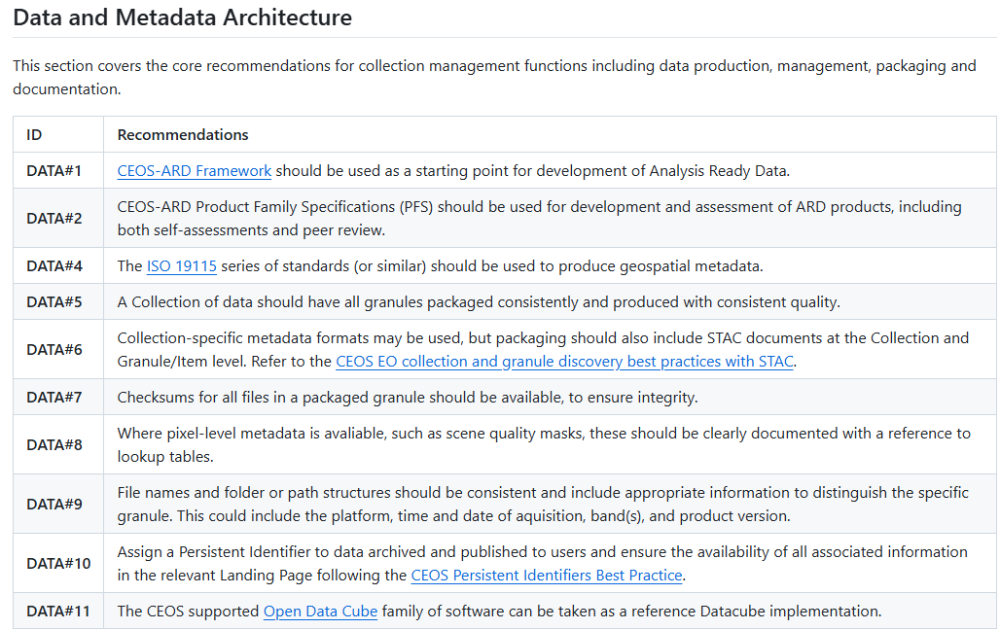 Data and Metadata Architecture
This section covers the core recommendations for collection management functions including data production, management, packaging and
documentation.
ID Recommendations
DATA#1 CEOS-ARD Framework should be used as a starting point for development of Analysis Ready Data.
DATA#2 CEOS-ARD Product Family Specifications (PFS) should be used for development and assessment of ARD products, including
both self-assessments and peer review.
DATA#4 The ISO 19115 series of standards (or similar) should be used to produce geospatial metadata.
DATA#5 A Collection of data should have all granules packaged consistently and produced with consistent quality.
DATA#6 Collection-specific metadata formats may be used, but packaging should also include STAC documents at the Collection and
Granule/Item level. Refer to the CEOS EO collection and granule discovery best practices with STAC.
DATA#7 Checksums for all files in a packaged granule should be available, to ensure integrity.
DATA#8 Where pixel-level metadata is avaliable, such as scene quality masks, these should be clearly documented with a reference to
lookup tables.
DATA#9 File names and folder or path structures should be consistent and include appropriate information to distinguish the specific
granule. This could include the platform, time and date of aquisition, band(s), and product version.
DATA#10 Assign a Persistent Identifier to data archived and published to users and ensure the availability of all associated information
in the relevant Landing Page following the CEOS Persistent Identifiers Best Practice.
DATA#11 The CEOS supported Open Data Cube family of software can be taken as a reference Datacube implementation.